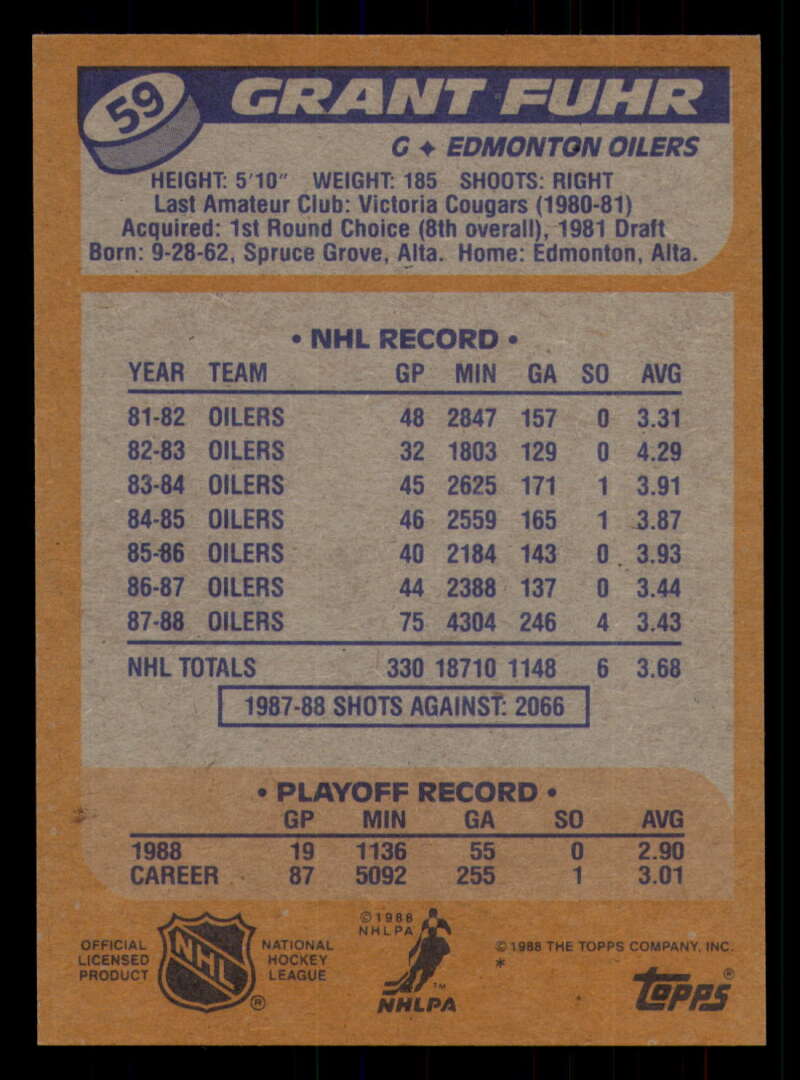 59
GRANT FUHR
G ✦ EDMONTON OILERS
HEIGHT: 5'10" WEIGHT: 185 SHOOTS: RIGHT
Last Amateur Club: Victoria Cougars (1980-81)
Acquired: 1st Round Choice (8th overall), 1981 Draft
Born: 9-28-62, Spruce Grove, Alta. Home: Edmonton, Alta.
• NHL RECORD •
YEAR TEAM GP MIN GA SO AVG
81-82 OILERS 48 2847 157 0 3.31
82-83 OILERS 32 1803 129 0 4.29
83-84 OILERS 45 2625 171 1 3.91
84-85 OILERS 46 2559 165 1 3.87
85-86 OILERS 40 2184 143 0 3.93
86-87 OILERS 44 2388 137 0 3.44
87-88 OILERS 75 4304 246 4 3.43
NHL TOTALS 330 18710 1148 6 3.68
1987-88 SHOTS AGAINST: 2066
• PLAYOFF RECORD •
GP MIN GA SO AVG
1988 19 1136 55 0 2.90
CAREER 87 5092 255 1 3.01
OFFICIAL
LICENSED
PRODUCT
NHL
®
NATIONAL
HOCKEY
LEAGUE
© 1988
NHLPA
TM
NHLPA
© 1988 THE TOPPS COMPANY, INC.
*
Topps®